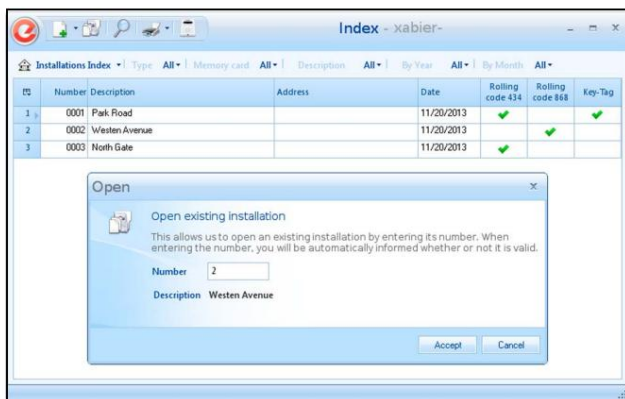 Index - xabier-
Installations Index Type All Memory card All Description All By Year All By Month All
Number Description Address Date Rolling code 434 Rolling code 868 Key-Tag
1 0001 Park Road 11/20/2013
2 0002 Westen Avenue 11/20/2013
3 0003 North Gate 11/20/2013
Open x
Open existing installation
This allows us to open an existing installation by entering its number. When
entering the number, you will be automatically informed whether or not it is valid.
Number 2
Description Westen Avenue
Accept Cancel